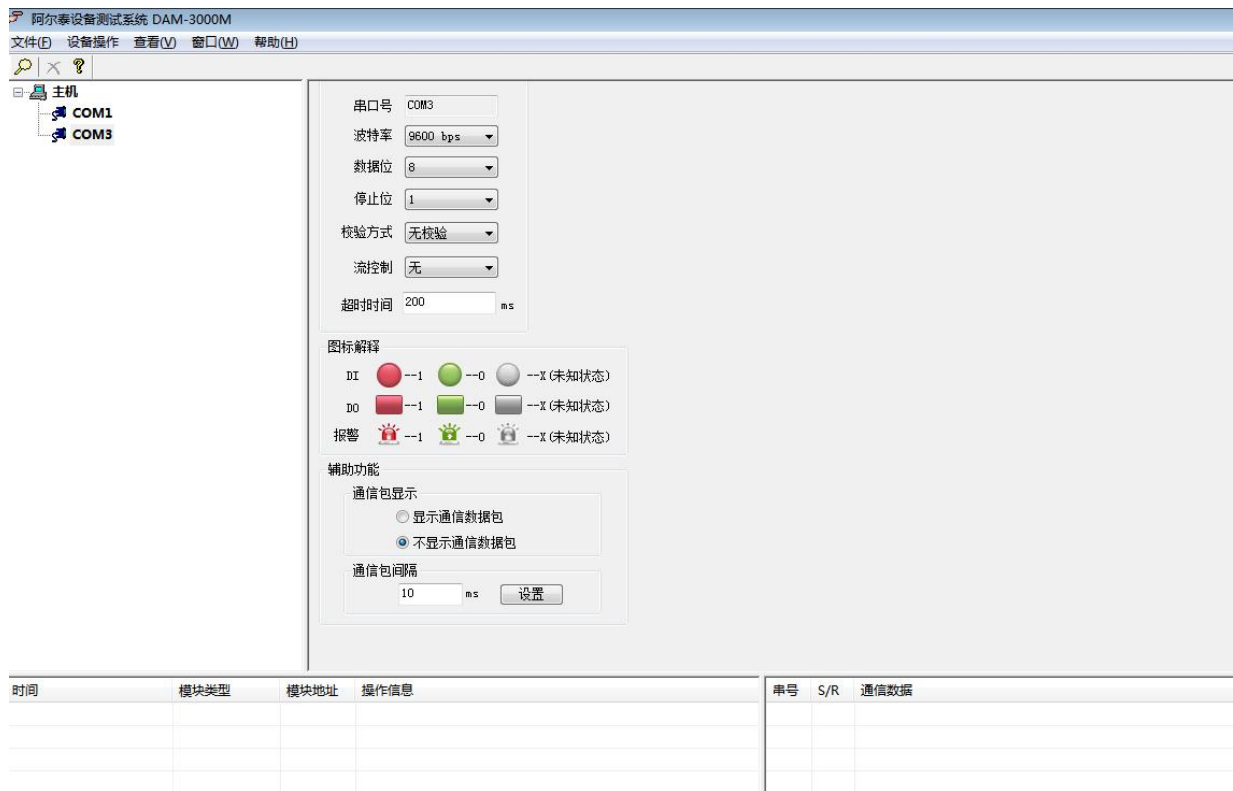 阿尔泰设备测试系统 DAM-3000M
文件(F) 设备操作 查看(V) 窗口(W) 帮助(H)
主机
COM1
COM3
串口号 COM3
波特率 9600 bps
数据位 8
停止位 1
校验方式 无校验
流控制 无
超时时间 200 ms
图标解释
DI --1 --0 --X(未知状态)
DO --1 --0 --X(未知状态)
报警 --1 --0 --X(未知状态)
辅助功能
通信包显示
显示通信数据包
不显示通信数据包
通信包间隔
10 ms 设置
时间 模块类型 模块地址 操作信息 串号 S/R 通信数据